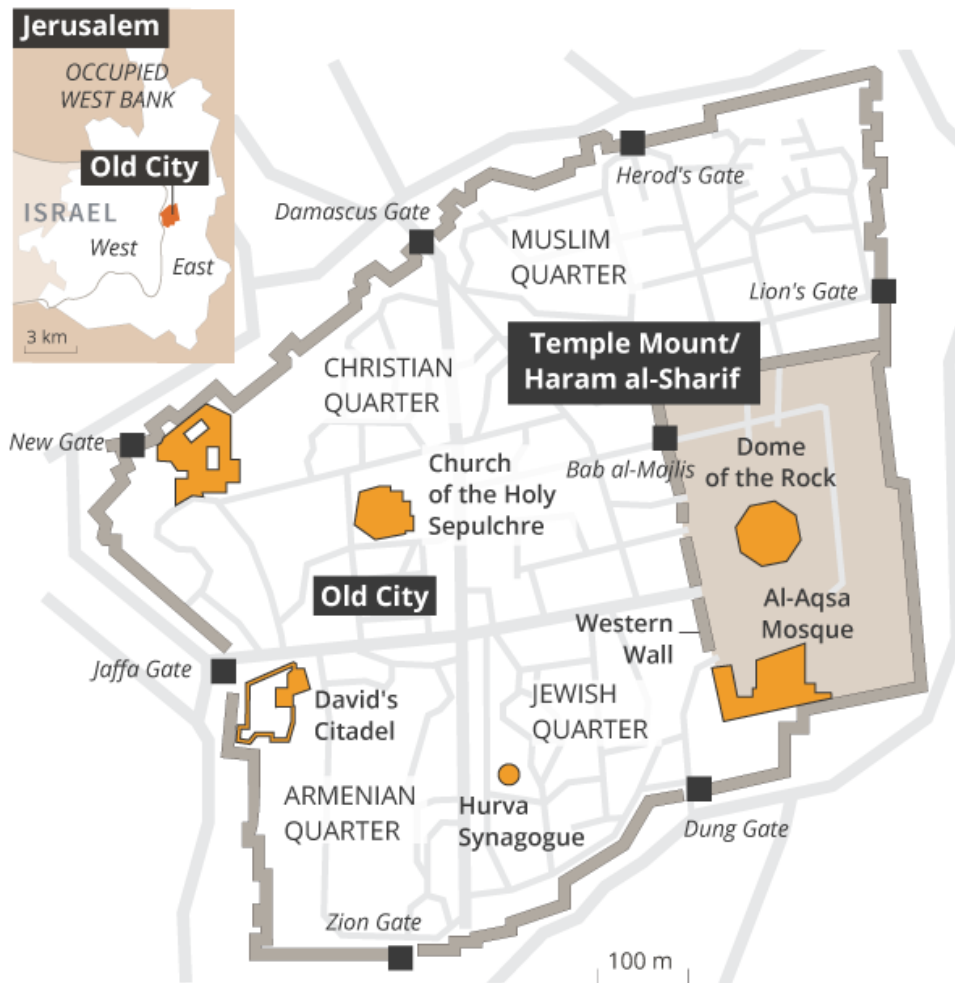 Jerusalem
OCCUPIED
WEST BANK
Old City
ISRAEL
West
East
3 km
Herod's Gate
Damascus Gate
MUSLIM
QUARTER
Lion's Gate
Temple Mount/
Haram al-Sharif
CHRISTIAN
QUARTER
New Gate
Bab al-Majlis
Dome
of the Rock
Church
of the Holy
Sepulchre
Old City
Al-Aqsa
Mosque
Western
Wall
Jaffa Gate
David's
Citadel
JEWISH
QUARTER
ARMENIAN
QUARTER
Hurva
Synagogue
Dung Gate
Zion Gate
100 m